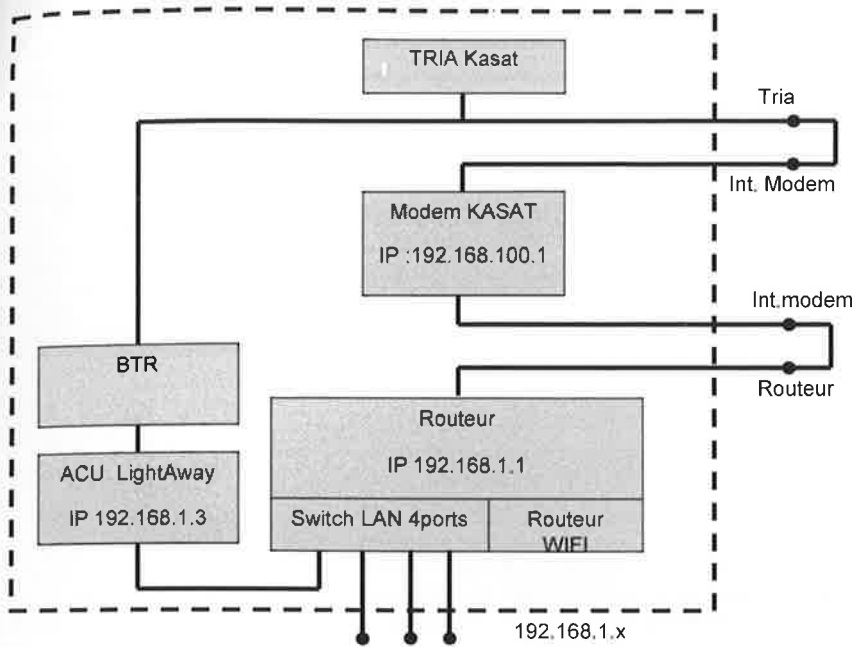 TRIA Kasat
Tria
Int. Modem
Modem KASAT
IP :192.168.100.1
Int.modem
Routeur
BTR
Routeur
IP 192.168.1.1
ACU LightAway
IP 192.168.1.3
Switch LAN 4ports
Routeur
WIFI
192.168.1.x